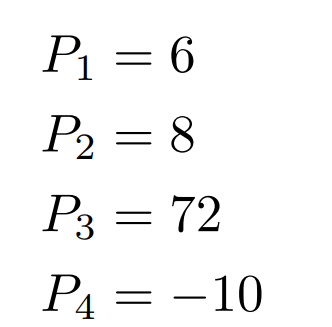 P₁ = 6
P₂ = 8
P₃ = 72
P₄ = −10